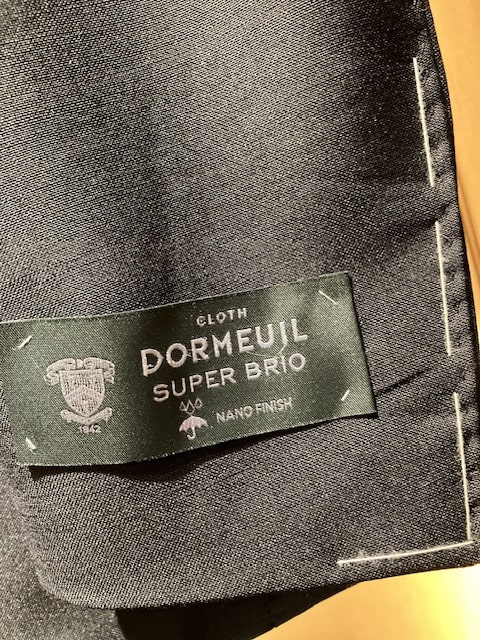 CLOTH
DORMEUIL
SUPER BRIO
NANO FINISH
1842